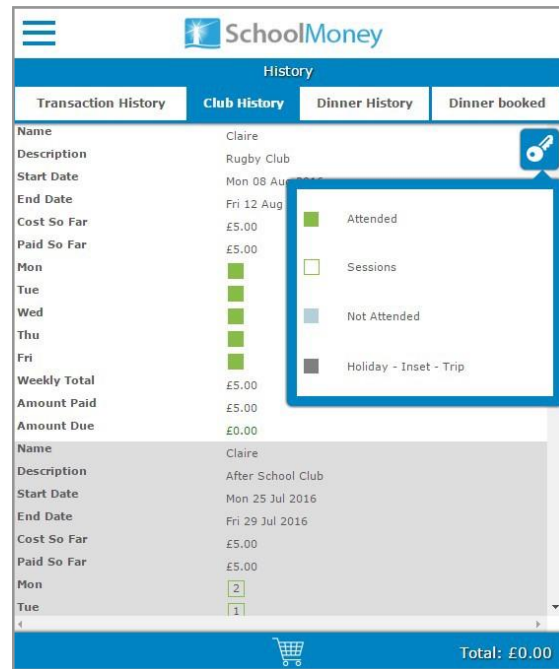 SchoolMoney
History
Transaction History Club History Dinner History Dinner booked
Name Claire
Description Rugby Club
Start Date Mon 08 Aug 2016
End Date Fri 12 Aug
Cost So Far £5.00
Paid So Far £5.00
Mon
Tue
Wed
Thu
Fri
Weekly Total £5.00
Amount Paid £5.00
Amount Due £0.00
Attended
Sessions
Not Attended
Holiday - Inset - Trip
Name Claire
Description After School Club
Start Date Mon 25 Jul 2016
End Date Fri 29 Jul 2016
Cost So Far £5.00
Paid So Far £5.00
Mon 2
Tue 1
Total: £0.00